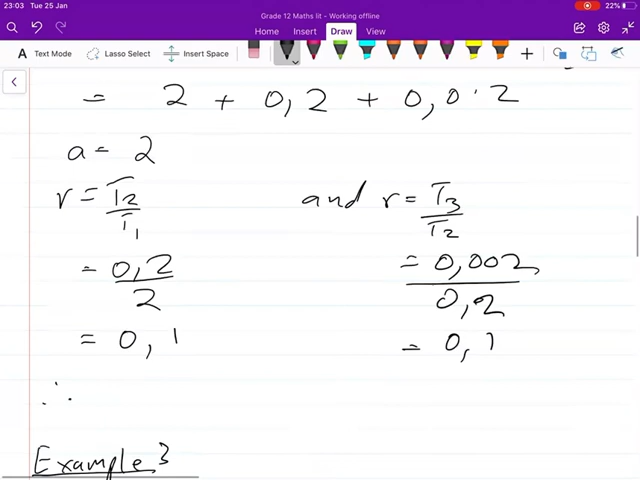 23:03 Tue 25 Jan
Grade 12 Maths lit - Working offline
22%
Home Insert Draw View
A Text Mode Lasso Select Insert Space
= 2 + 0,2 + 0,0·2
a = 2
r = T2/T1 and r = T3/T2
= 0,2/2 = 0,002/0,2
= 0,1 = 0,1
∴
Example 3